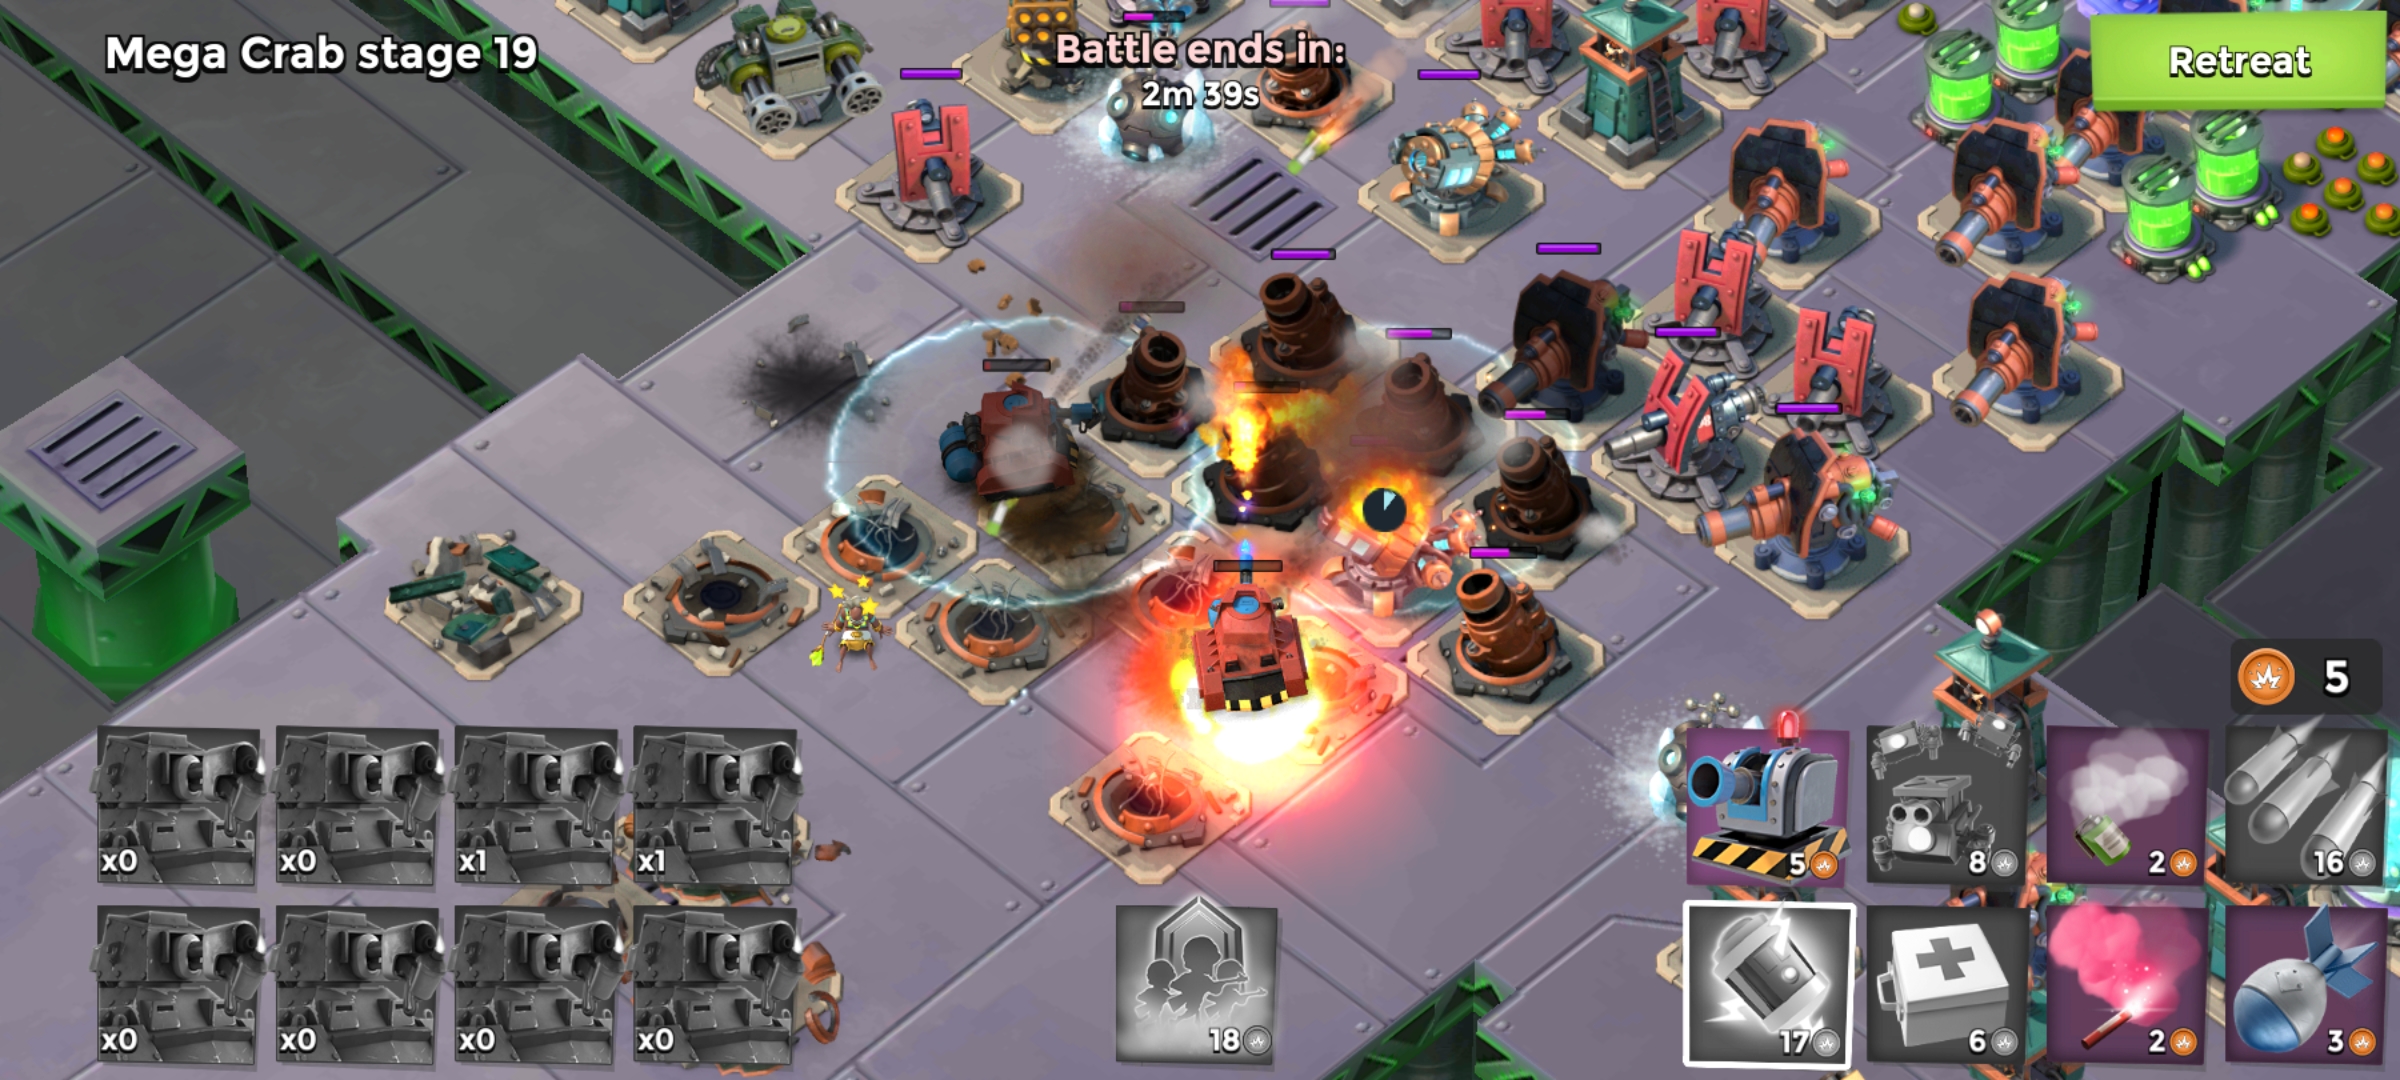 Mega Crab stage 19
Battle ends in:
2m 39s
Retreat
5
x0
x0
x1
x1
5
8
2
16
x0
x0
x0
x0
18
17
6
2
3